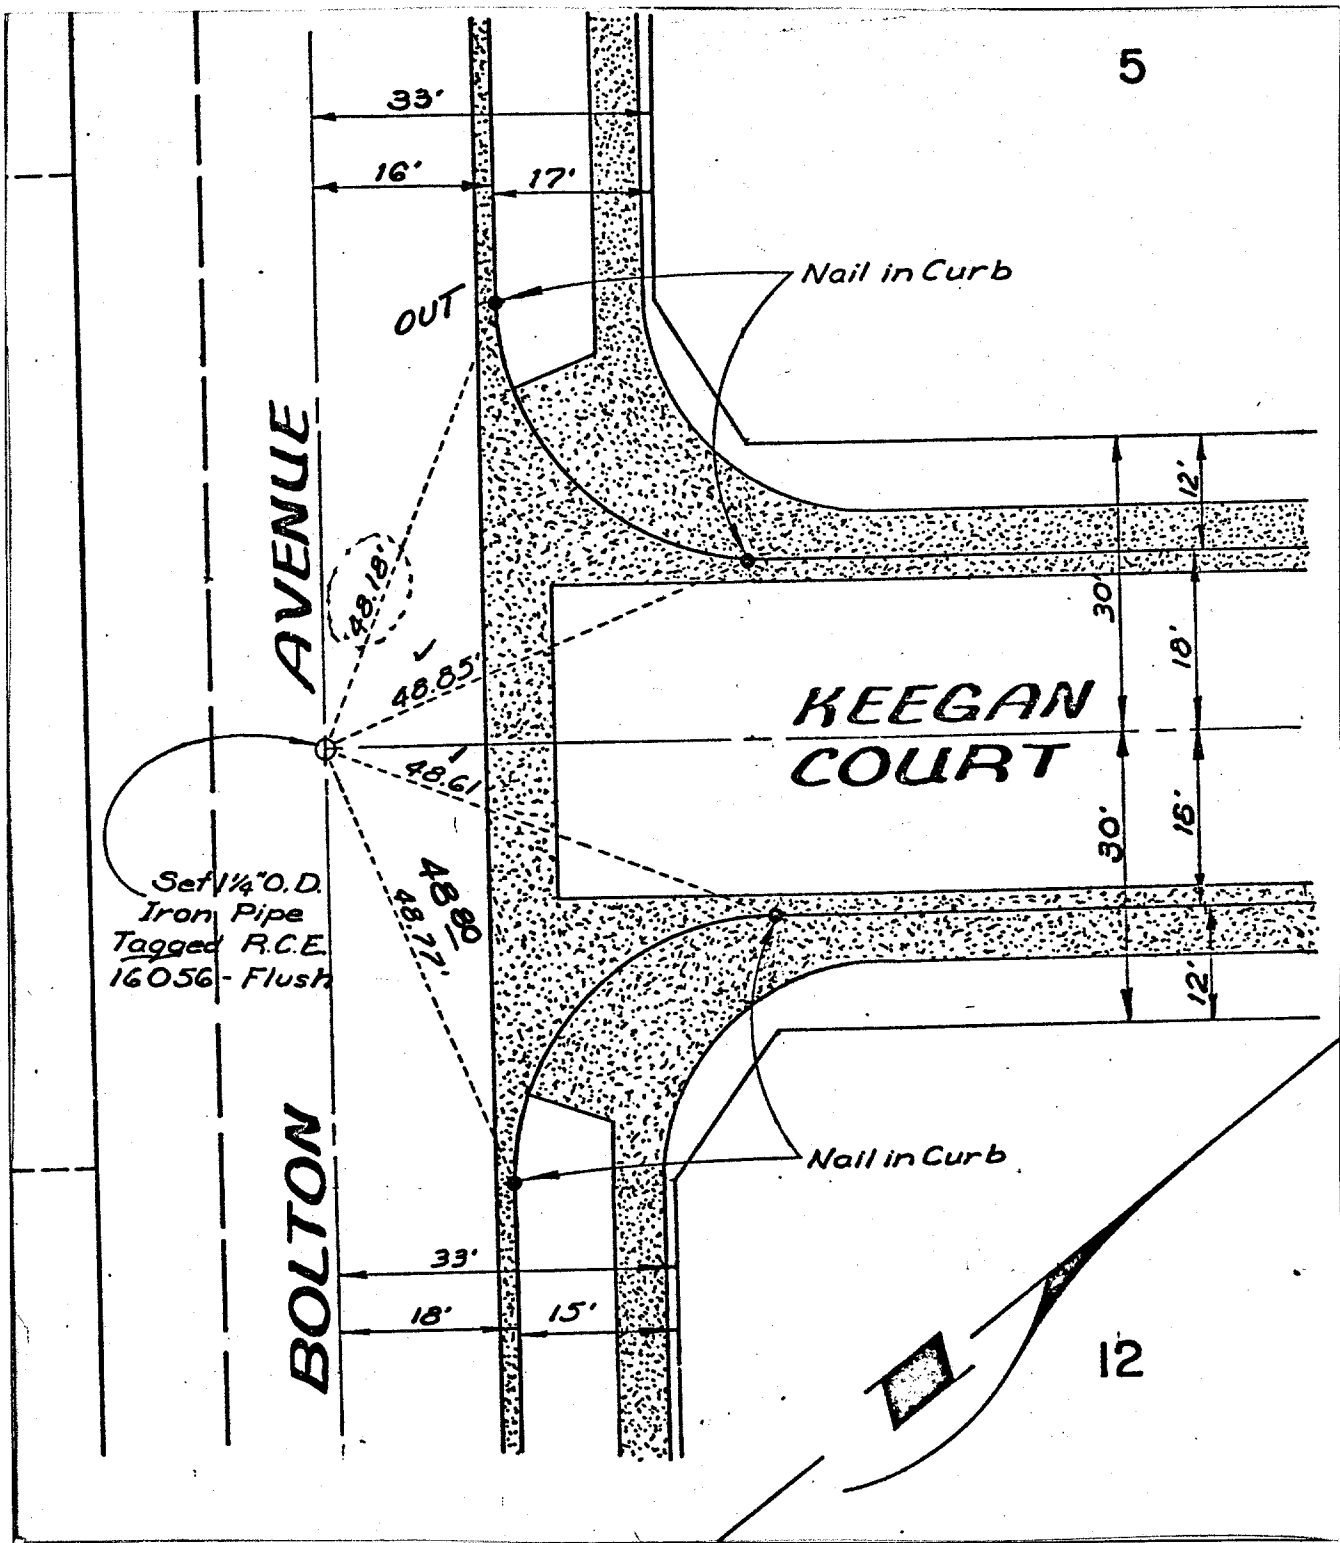 5
33'
16'
17'
Nail in Curb
OUT
12'
AVENUE
48.18'
30'
18'
48.85'
KEEGAN
COURT
48.61
30'
18'
48.80
48.77'
Set 1¼" O.D.
Iron Pipe
Tagged R.C.E.
16056 - Flush
12'
BOLTON
Nail in Curb
33'
18'
15'
12